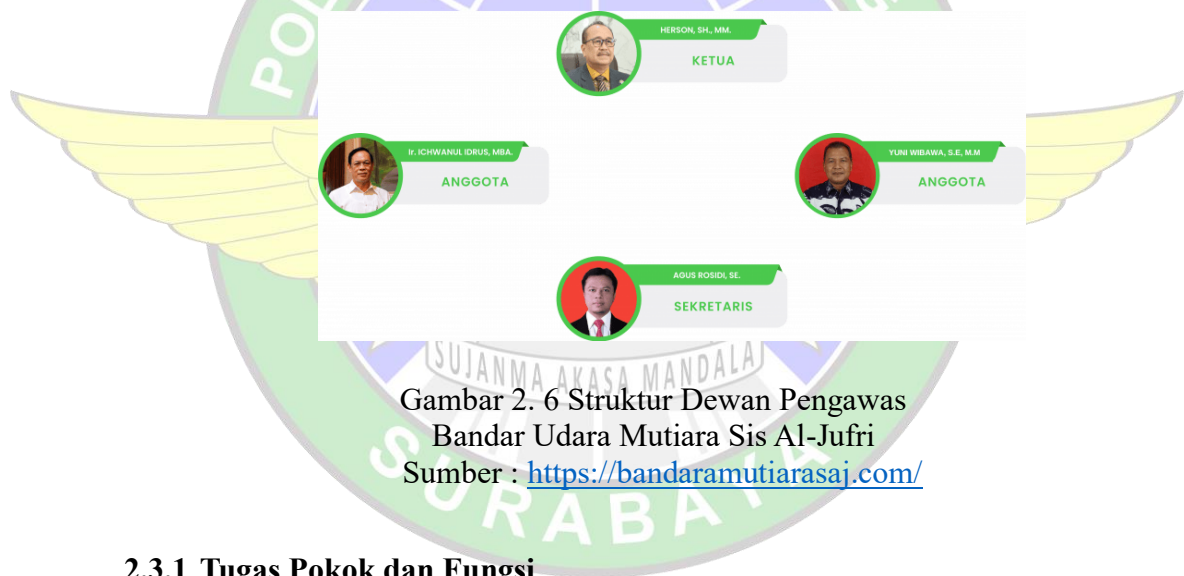 HERSON, SH., MM.
KETUA
Ir. ICHWANUL IDRUS, MBA.
ANGGOTA
YUNI WIBAWA, S.E, M.M
ANGGOTA
AGUS ROSIDI, SE.
SEKRETARIS
SUJANMA AKASA MANDALA
Gambar 2. 6 Struktur Dewan Pengawas
Bandar Udara Mutiara Sis Al-Jufri
Sumber : https://bandaramutiarasaj.com/
SURABAYA
2.3.1 Tugas Pokok dan Fungsi